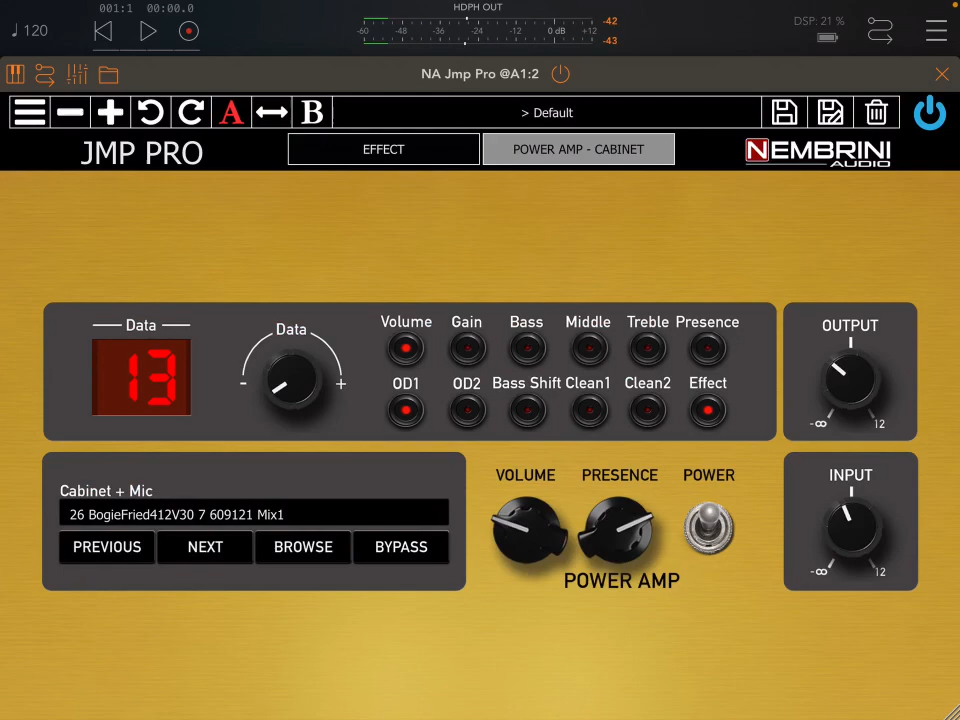 HDPH OUT
001:1 00:00.0
♩120
-60 -48 -36 -24 -12 0 dB +12
-42
-43
DSP: 21 %
NA Jmp Pro @A1:2
A B
> Default
JMP PRO
EFFECT
POWER AMP - CABINET
NEMBRINI
AUDIO
Data
13
Data
- +
Volume Gain Bass Middle Treble Presence
OD1 OD2 Bass Shift Clean1 Clean2 Effect
OUTPUT
-∞ 12
Cabinet + Mic
26 BogieFried412V30 7 609121 Mix1
PREVIOUS NEXT BROWSE BYPASS
VOLUME PRESENCE POWER
POWER AMP
INPUT
-∞ 12